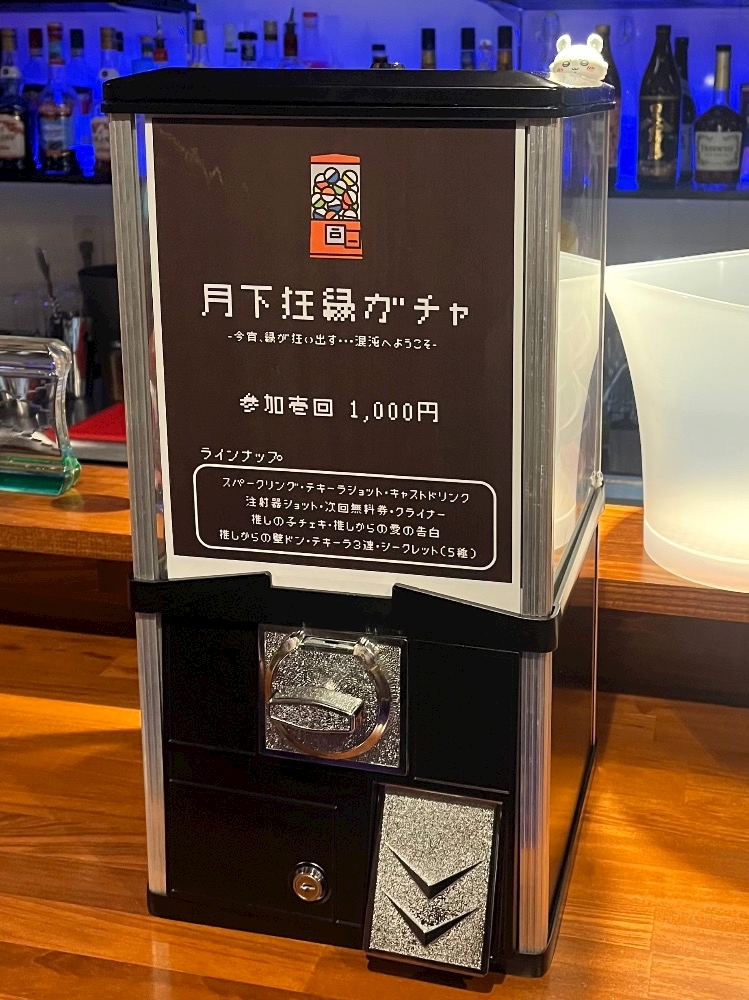 月下狂縁ガチャ
-今宵、縁が狂い出す・・・混沌へようこそ-
参加壱回 1,000円
ラインナップ
スパークリング・テキーラショット・キャストドリンク
注射器ショット・次回無料券・クライナー
推しの子チェキ・推しからの愛の告白
推しからの壁ドン・テキーラ3連・シークレット(5種)
Hennessy